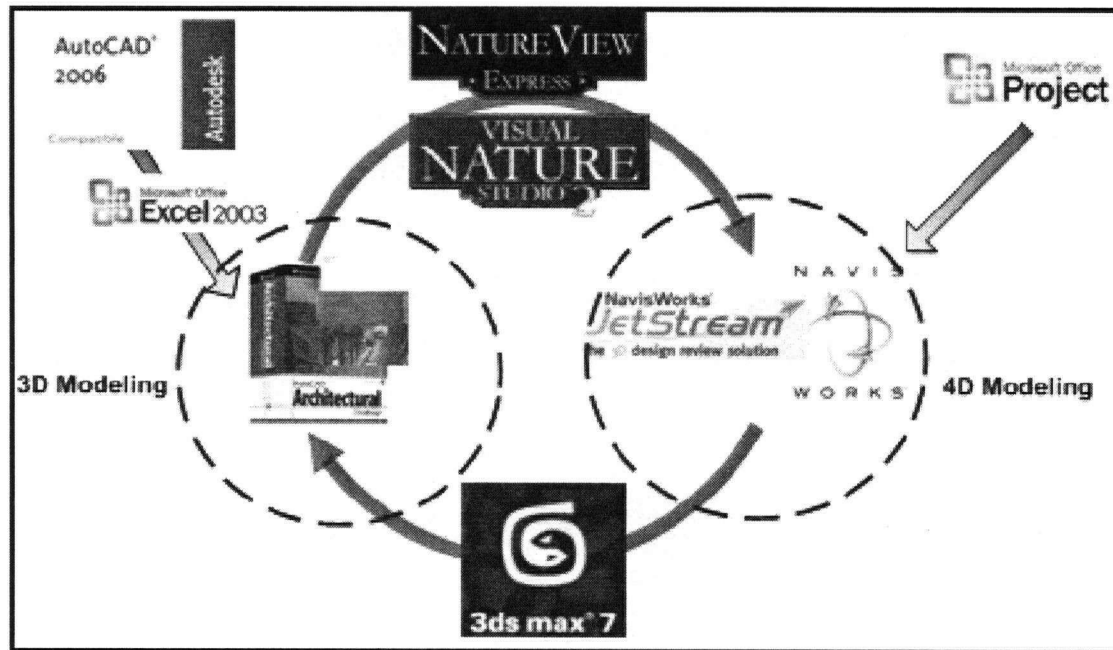 AutoCAD®
2006
Autodesk
Compatible
NATUREVIEW
EXPRESS
VISUAL
NATURE
STUDIO 2
Microsoft Office
Project
Microsoft Office
Excel 2003
NAVIS
NavisWorks®
JetStream
the design review solution
WORKS
Architectural
Architectural
3D Modeling
4D Modeling
3ds max® 7